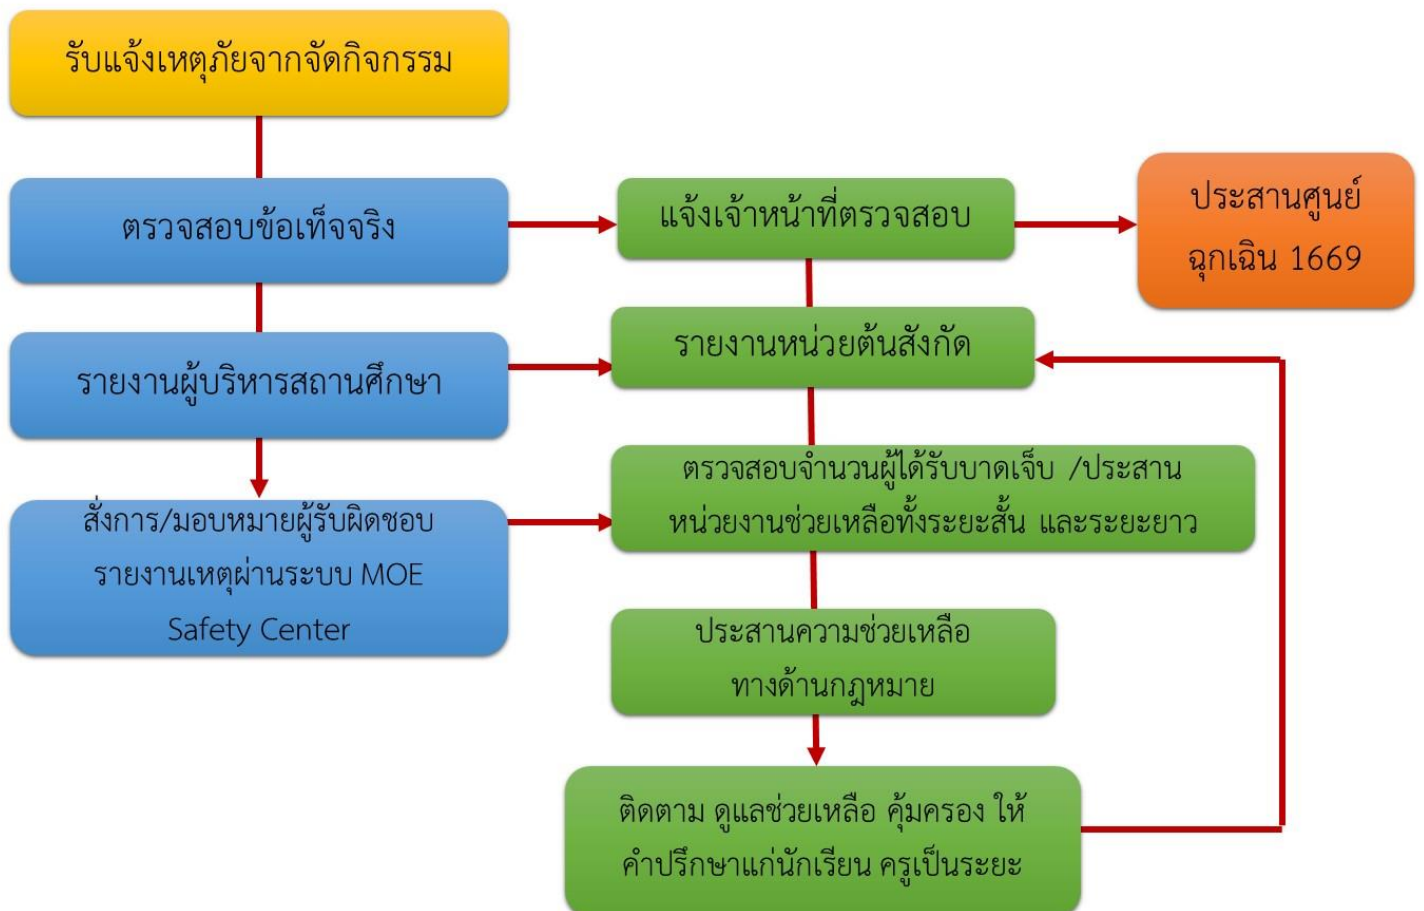 รับแจ้งเหตุภัยจากจัดกิจกรรม
ตรวจสอบข้อเท็จจริง
แจ้งเจ้าหน้าที่ตรวจสอบ
ประสานศูนย์
ฉุกเฉิน 1669
รายงานผู้บริหารสถานศึกษา
รายงานหน่วยต้นสังกัด
สั่งการ/มอบหมายผู้รับผิดชอบ
รายงานเหตุผ่านระบบ MOE
Safety Center
ตรวจสอบจำนวนผู้ได้รับบาดเจ็บ /ประสาน
หน่วยงานช่วยเหลือทั้งระยะสั้น และระยะยาว
ประสานความช่วยเหลือ
ทางด้านกฎหมาย
ติดตาม ดูแลช่วยเหลือ คุ้มครอง ให้
คำปรึกษาแก่นักเรียน ครูเป็นระยะ